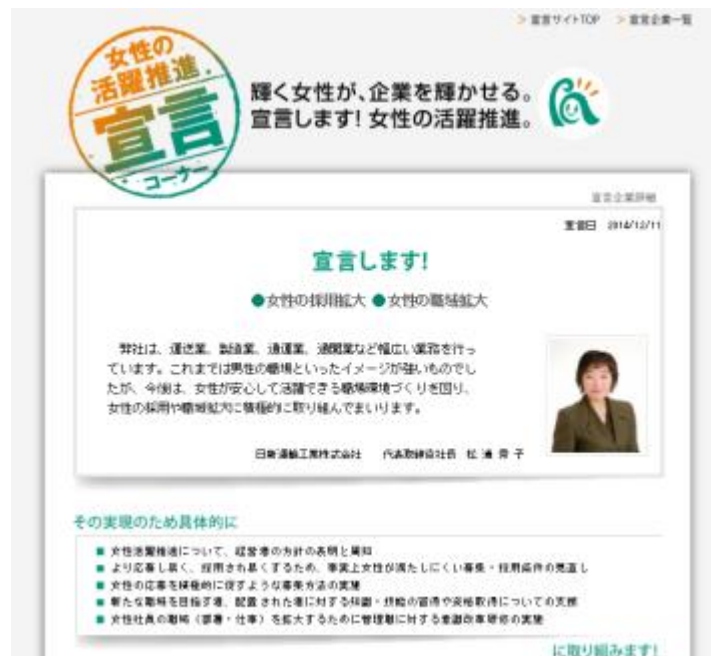 > 宣言サイトTOP > 宣言企業一覧
女性の
活躍推進
宣言
コーナー
輝く女性が、企業を輝かせる。
宣言します! 女性の活躍推進。
宣言企業詳細
宣言日 2014/12/11
宣言します!
●女性の採用拡大 ●女性の職域拡大
弊社は、運送業、製造業、通運業、通関業など幅広い業務を行っ
ています。これまでは男性の職場といったイメージが強いものでし
たが、今後は、女性が安心して活躍できる職場環境づくりを図り、
女性の採用や職域拡大に積極的に取り組んでまいります。
日新運輸工業株式会社 代表取締役社長 松浦 子
その実現のため具体的に
■ 女性活躍推進について、経営者の方針の表明と周知
■ より応募し易く、採用され易くするため、事実上女性が満たしにくい募集・採用条件の見直し
■ 女性の応募を積極的に促すような募集方法の実施
■ 新たな職場を目指す者、配置された者に対する知識・技能の習得や資格取得についての支援
■ 女性社員の職場（部署・仕事）を拡大するために管理職に対する意識改革研修の実施
に取り組みます!